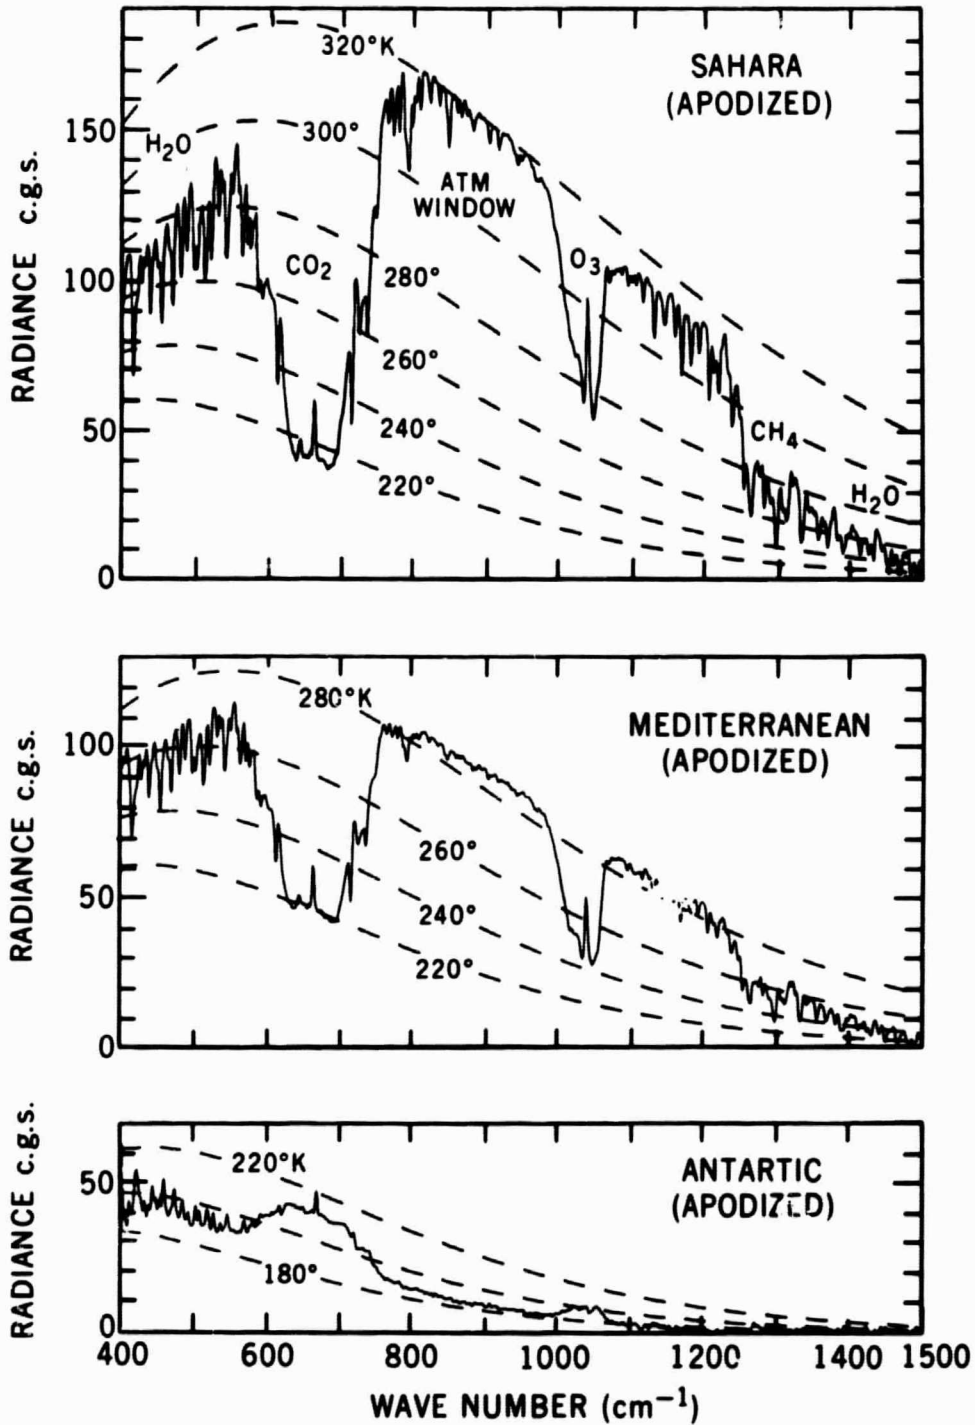 320°K
SAHARA
(APODIZED)
150
H2O
300°
ATM
WINDOW
RADIANCE c.g.s.
100
CO2
280°
O3
260°
50
240°
CH4
220°
H2O
0
280°K
MEDITERRANEAN
(APODIZED)
100
RADIANCE c.g.s.
260°
50
240°
220°
0
220°K
ANTARTIC
(APODIZED)
50
RADIANCE c.g.s.
180°
0
400 600 800 1000 1200 1400 1500
WAVE NUMBER (cm⁻¹)